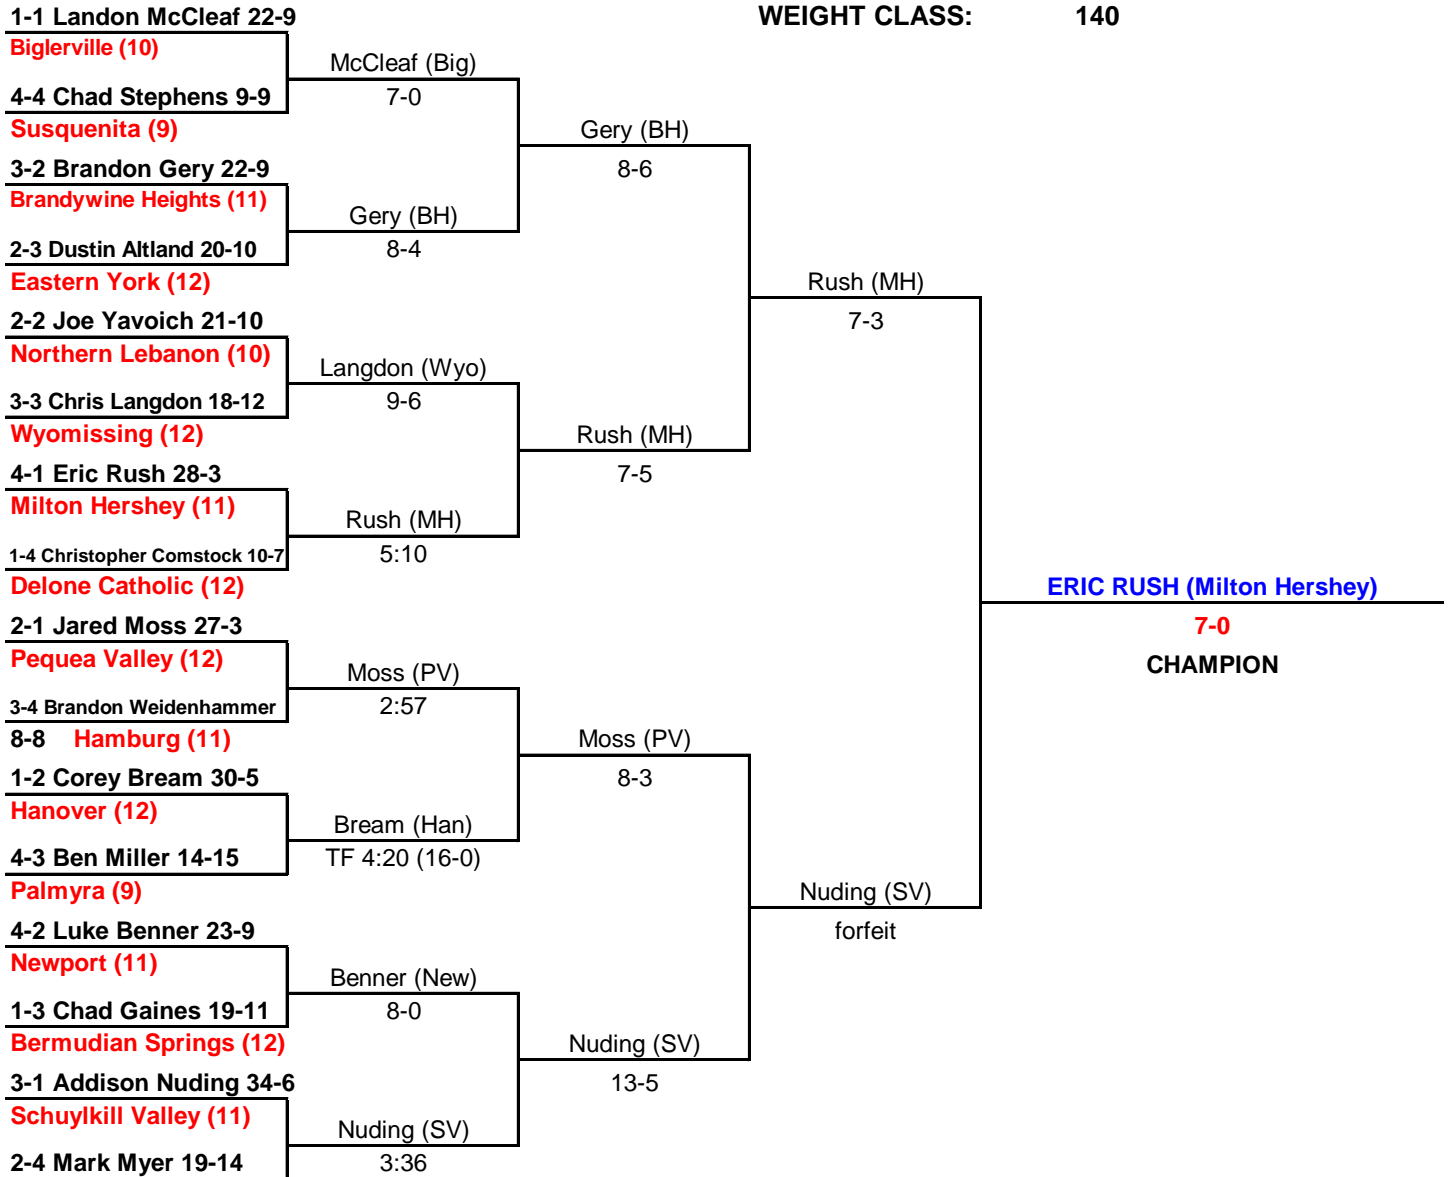 1-1 Landon McCleaf 22-9
WEIGHT CLASS: 140
Biglerville (10)
McCleaf (Big)
4-4 Chad Stephens 9-9
7-0
Susquenita (9)
Gery (BH)
3-2 Brandon Gery 22-9
8-6
Brandywine Heights (11)
Gery (BH)
2-3 Dustin Altland 20-10
8-4
Eastern York (12)
Rush (MH)
2-2 Joe Yavoich 21-10
7-3
Northern Lebanon (10)
Langdon (Wyo)
3-3 Chris Langdon 18-12
9-6
Wyomissing (12)
Rush (MH)
4-1 Eric Rush 28-3
7-5
Milton Hershey (11)
Rush (MH)
1-4 Christopher Comstock 10-7
5:10
Delone Catholic (12)
ERIC RUSH (Milton Hershey)
2-1 Jared Moss 27-3
7-0
Pequea Valley (12)
CHAMPION
Moss (PV)
3-4 Brandon Weidenhammer
2:57
8-8 Hamburg (11)
Moss (PV)
1-2 Corey Bream 30-5
8-3
Hanover (12)
Bream (Han)
4-3 Ben Miller 14-15
TF 4:20 (16-0)
Palmyra (9)
Nuding (SV)
4-2 Luke Benner 23-9
forfeit
Newport (11)
Benner (New)
1-3 Chad Gaines 19-11
8-0
Bermudian Springs (12)
Nuding (SV)
3-1 Addison Nuding 34-6
13-5
Schuylkill Valley (11)
Nuding (SV)
2-4 Mark Myer 19-14
3:36